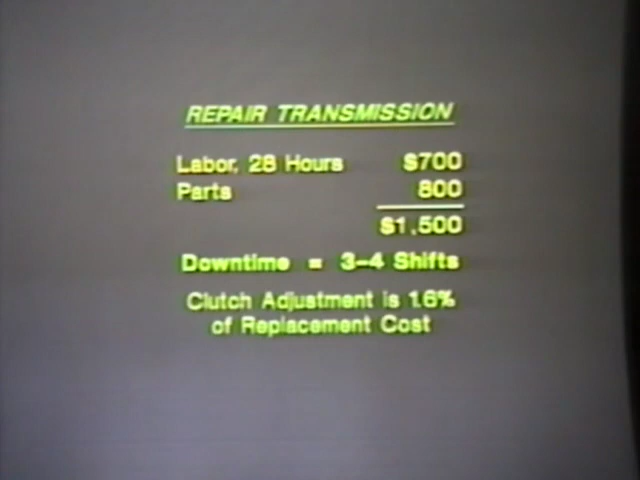 REPAIR TRANSMISSION
Labor, 28 Hours $700
Parts 800
$1,500
Downtime = 3-4 Shifts
Clutch Adjustment is 1.6%
of Replacement Cost